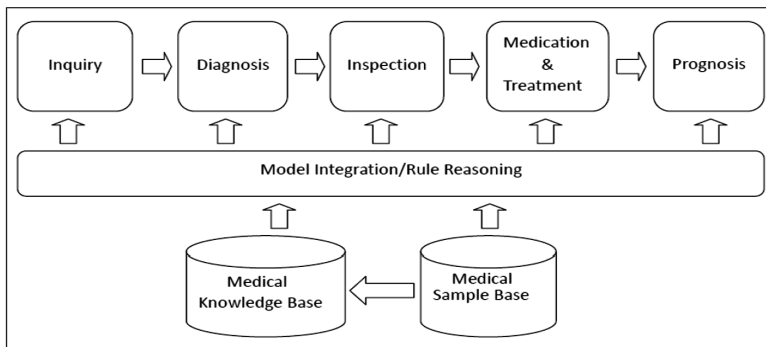 Inquiry
Diagnosis
Inspection
Medication
&
Treatment
Prognosis
Model Integration/Rule Reasoning
Medical
Knowledge Base
Medical
Sample Base